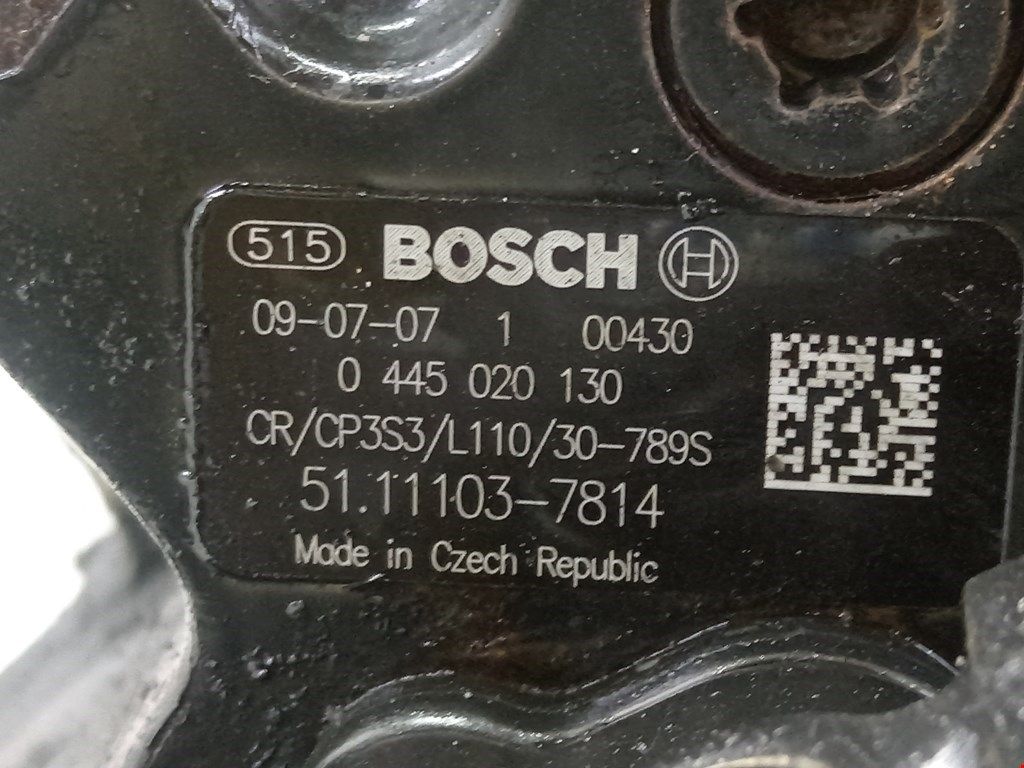 515 BOSCH
09-07-07 1 00430
0 445 020 130
CR/CP3S3/L110/30-789S
51.11103-7814
Made in Czech Republic